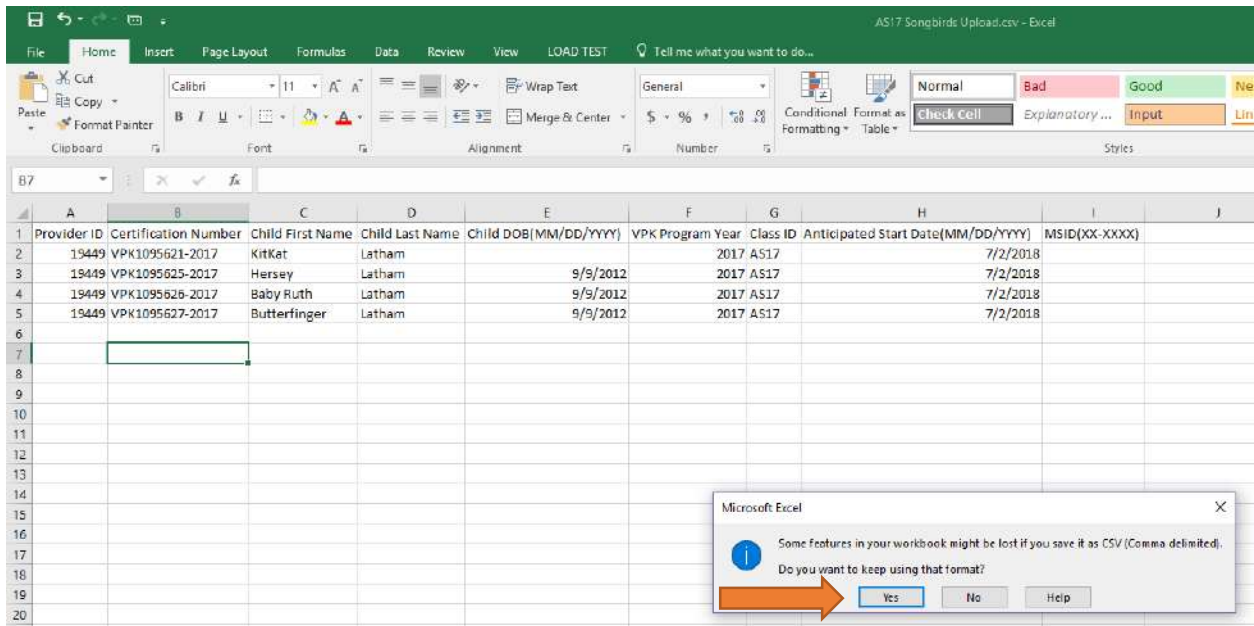 AS17 Songbirds Upload.csv - Excel
File Home Insert Page Layout Formulas Data Review View LOAD TEST Tell me what you want to do...
Cut
Copy
Format Painter
Paste
Calibri 11 A A
B I U A
Wrap Text
Merge & Center
General
$ % ,
Conditional Formatting
Format as Table
Normal Bad Good Ne
Check Cell Explanatory ... Input Lin
Clipboard Font Alignment Number Styles
B7 fx
A B C D E F G H I J
1 Provider ID Certification Number Child First Name Child Last Name Child DOB(MM/DD/YYYY) VPK Program Year Class ID Anticipated Start Date(MM/DD/YYYY) MSID(XX-XXXX)
2 19449 VPK1095621-2017 KitKat Latham 2017 AS17 7/2/2018
3 19449 VPK1095625-2017 Hersey Latham 9/9/2012 2017 AS17 7/2/2018
4 19449 VPK1095626-2017 Baby Ruth Latham 9/9/2012 2017 AS17 7/2/2018
5 19449 VPK1095627-2017 Butterfinger Latham 9/9/2012 2017 AS17 7/2/2018
6
7
8
9
10
11
12
13
14
15
16
17
18
19
20
Microsoft Excel
Some features in your workbook might be lost if you save it as CSV (Comma delimited).
Do you want to keep using that format?
Yes No Help